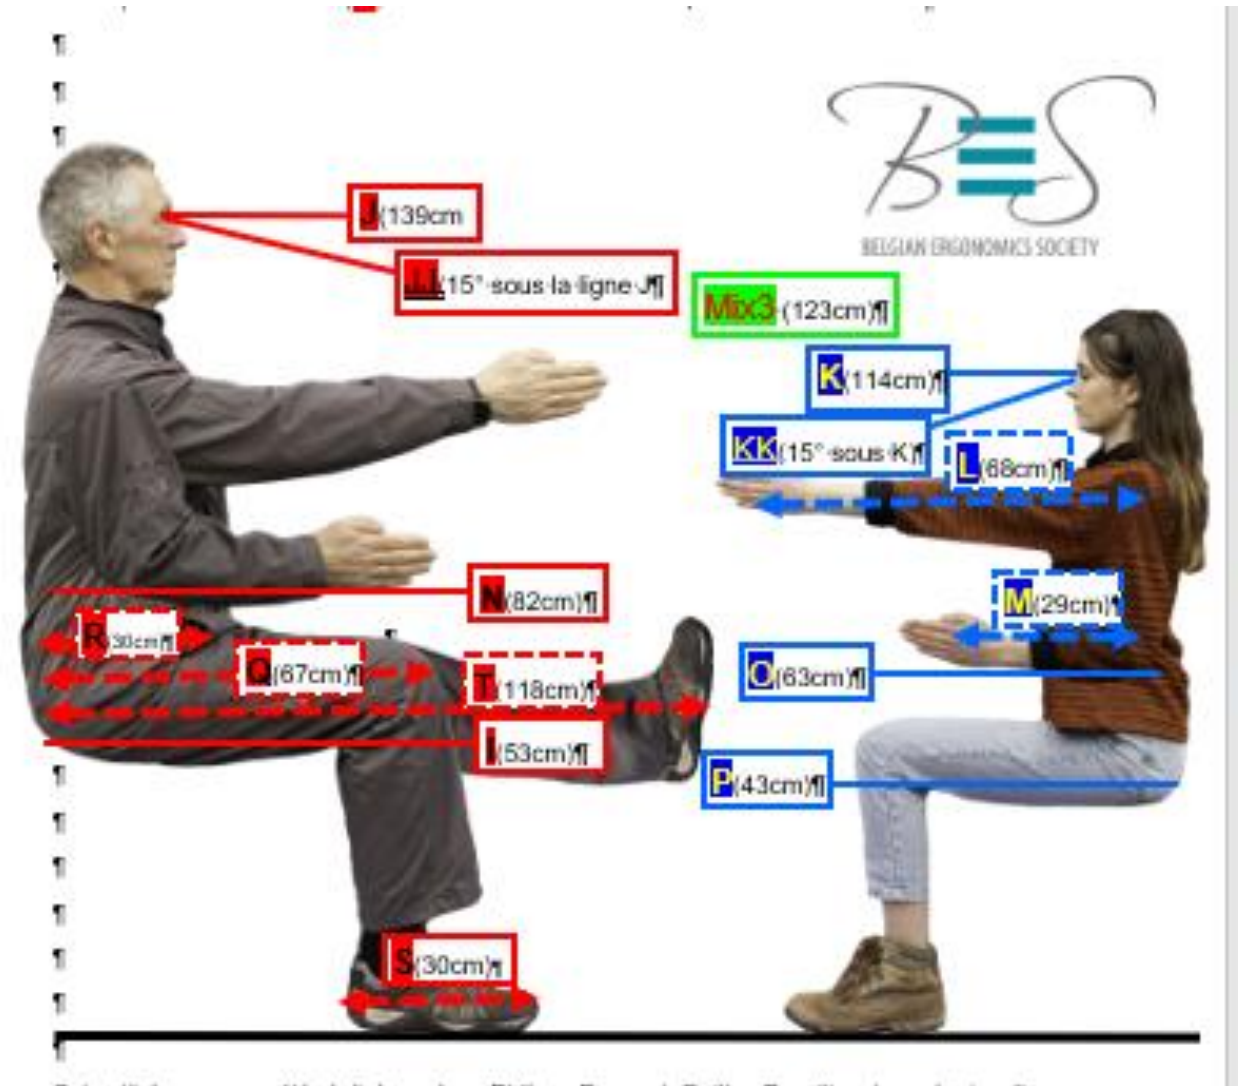 J(139cm
JJ(15° sous la ligne J¶
Mix3 (123cm)¶
K(114cm)¶
KK(15° sous K)¶
L(68cm)¶
N(82cm)¶
M(29cm)¶
R(30cm)¶
Q(67cm)¶
T(118cm)¶
O(63cm)¶
I(53cm)¶
P(43cm)¶
S(30cm)¶
BES
BELGIAN ERGONOMICS SOCIETY